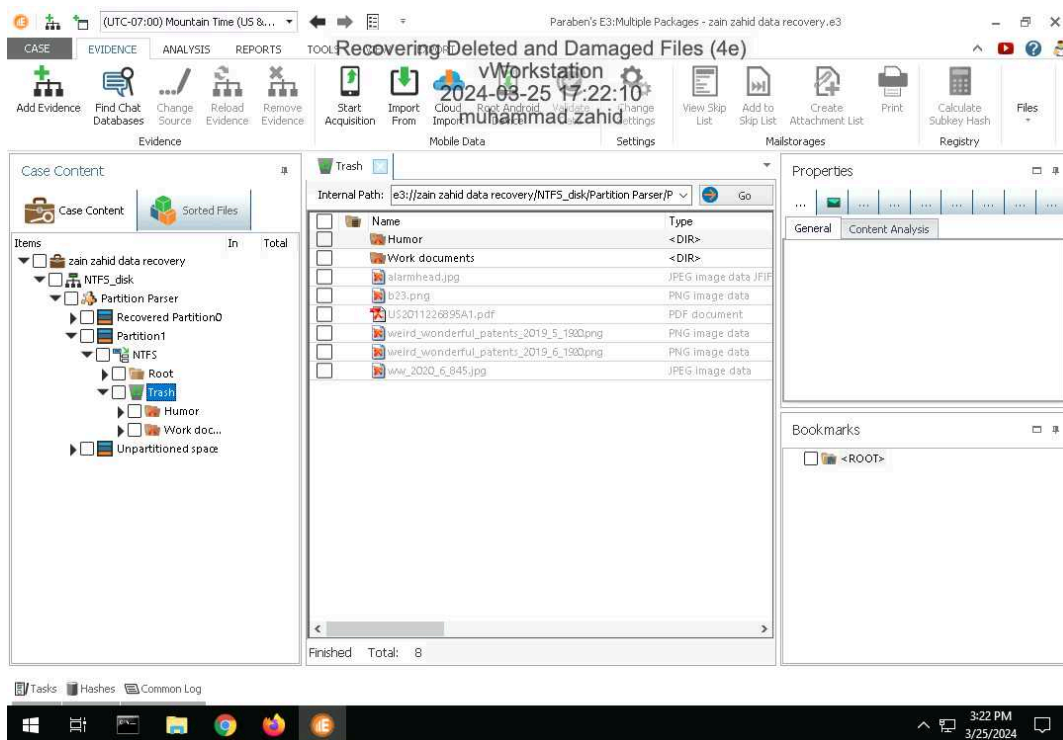 (UTC-07:00) Mountain Time (US &...
Paraben's E3:Multiple Packages - zain zahid data recovery.e3
CASE EVIDENCE ANALYSIS REPORTS TOOLS
Recovering Deleted and Damaged Files (4e)
vWorkstation
2024-03-25 17:22:10
muhammad zahid
Add Evidence
Find Chat Databases
Change Source
Reload Evidence
Remove Evidence
Start Acquisition
Import From
Cloud Import
Root Android
Validate
Change Settings
View Skip List
Add to Skip List
Create Attachment List
Print
Calculate Subkey Hash
Files
Evidence
Mobile Data
Settings
Mailstorages
Registry
Case Content
Case Content
Sorted Files
Items In Total
zain zahid data recovery
NTFS_disk
Partition Parser
Recovered Partition0
Partition1
NTFS
Root
Trash
Humor
Work doc...
Unpartitioned space
Trash
Internal Path: e3://zain zahid data recovery/NTFS_disk/Partition Parser/P Go
Name Type
Humor <DIR>
Work documents <DIR>
alarmhead.jpg JPEG image data JFIF
b23.png PNG image data
US2011226895A1.pdf PDF document
weird_wonderful_patents_2019_5_1920.png PNG image data
weird_wonderful_patents_2019_6_1920.png PNG image data
ww_2020_6_845.jpg JPEG image data
Finished Total: 8
Properties
... ... ... ... ... ... ...
General Content Analysis
Bookmarks
<ROOT>
Tasks Hashes Common Log
3:22 PM
3/25/2024